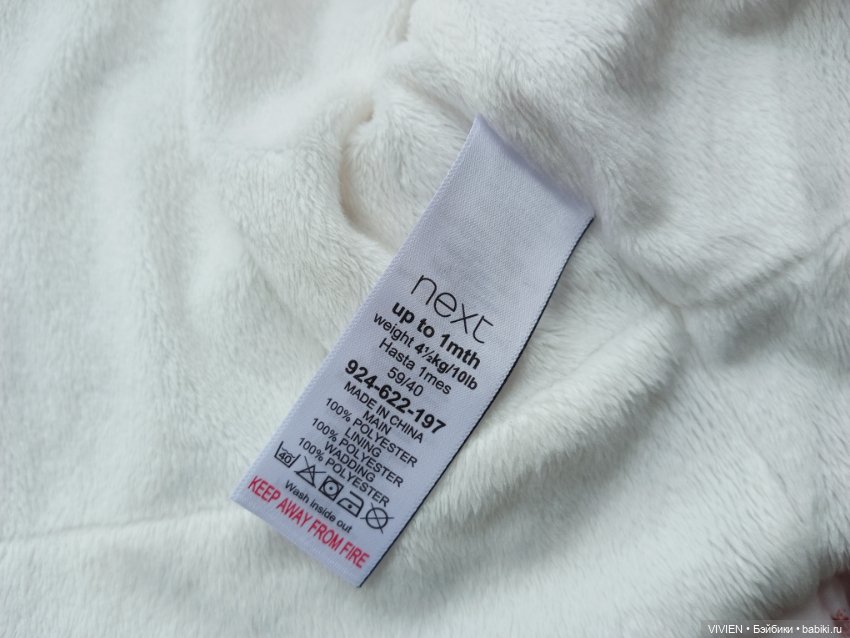 next
up to 1mth
weight 4½kg/10lb
Hasta 1mes
59/40
924-622-197
MADE IN CHINA
MAIN
100% POLYESTER
LINING
100% POLYESTER
WADDING
100% POLYESTER
40
Wash inside out
KEEP AWAY FROM FIRE
VIVIEN • Бэйбики • babiki.ru